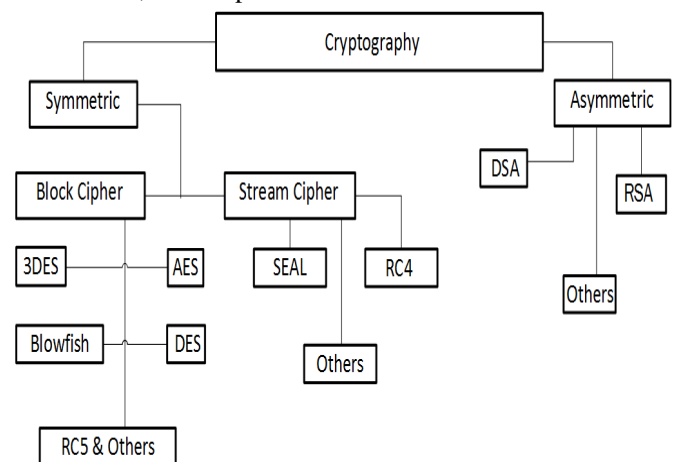 Cryptography
Symmetric
Asymmetric
DSA
RSA
Block Cipher
Stream Cipher
3DES
AES
SEAL
RC4
Others
Blowfish
DES
Others
RC5 & Others